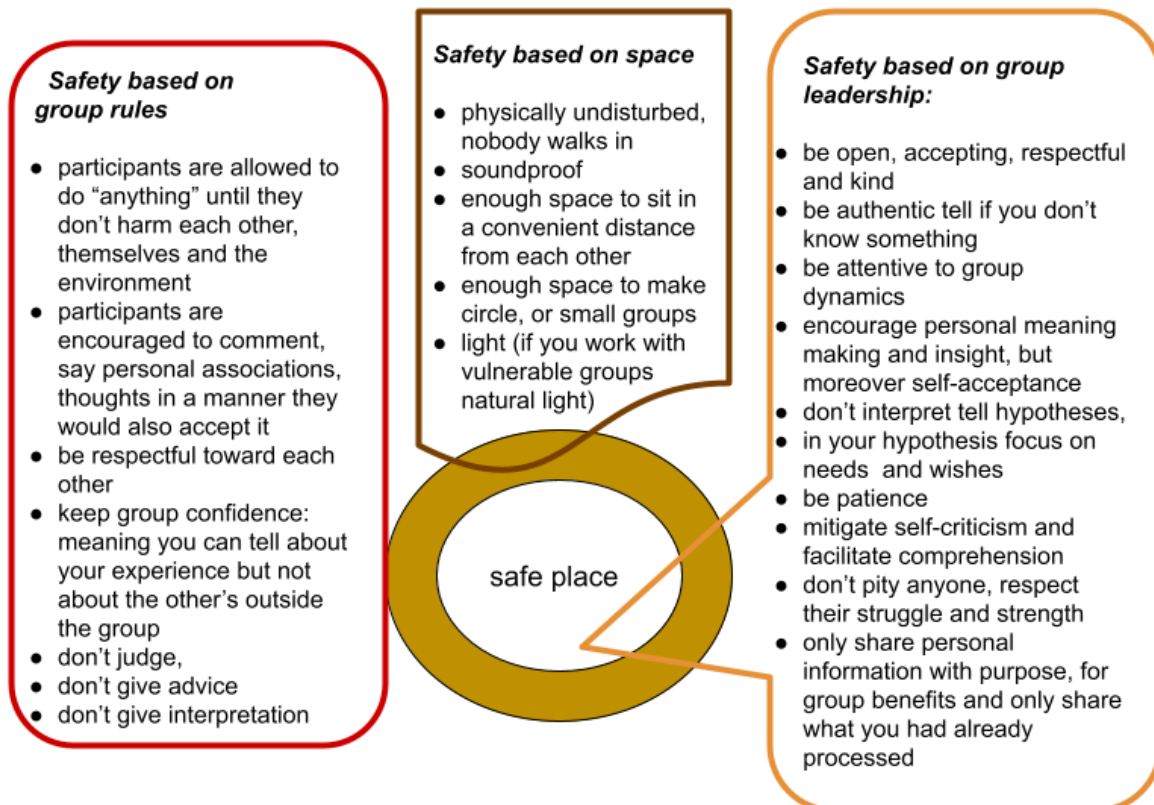 Safety based on
group rules
● participants are allowed to
do “anything” until they
don’t harm each other,
themselves and the
environment
● participants are
encouraged to comment,
say personal associations,
thoughts in a manner they
would also accept it
● be respectful toward each
other
● keep group confidence:
meaning you can tell about
your experience but not
about the other’s outside
the group
● don’t judge,
● don’t give advice
● don’t give interpretation
Safety based on space
● physically undisturbed,
nobody walks in
● soundproof
● enough space to sit in
a convenient distance
from each other
● enough space to make
circle, or small groups
● light (if you work with
vulnerable groups
natural light)
safe place
Safety based on group
leadership:
● be open, accepting, respectful
and kind
● be authentic tell if you don’t
know something
● be attentive to group
dynamics
● encourage personal meaning
making and insight, but
moreover self-acceptance
● don’t interpret tell hypotheses,
● in your hypothesis focus on
needs  and wishes
● be patience
● mitigate self-criticism and
facilitate comprehension
● don’t pity anyone, respect
their struggle and strength
● only share personal
information with purpose, for
group benefits and only share
what you had already
processed